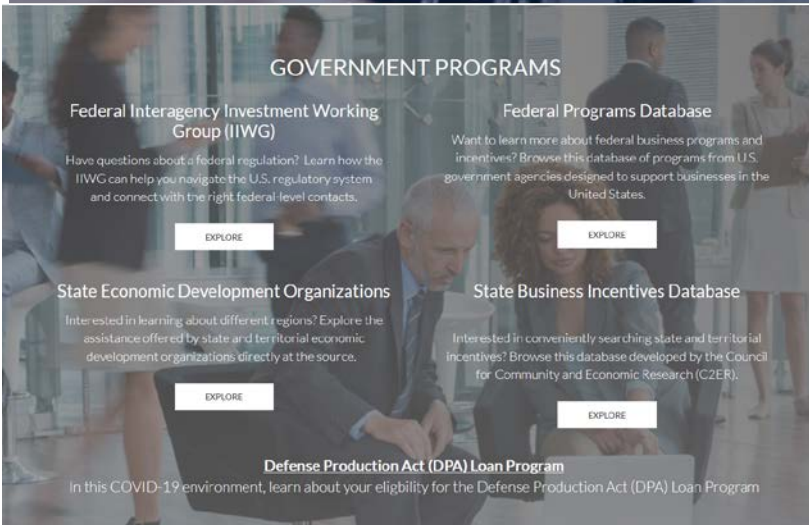 GOVERNMENT PROGRAMS
Federal Interagency Investment Working
Group (IIWG)
Have questions about a federal regulation? Learn how the
IIWG can help you navigate the U.S. regulatory system
and connect with the right federal-level contacts.
EXPLORE
Federal Programs Database
Want to learn more about federal business programs and
incentives? Browse this database of programs from U.S.
government agencies designed to support businesses in the
United States.
EXPLORE
State Economic Development Organizations
Interested in learning about different regions? Explore the
assistance offered by state and territorial economic
development organizations directly at the source.
EXPLORE
State Business Incentives Database
Interested in conveniently searching state and territorial
incentives? Browse this database developed by the Council
for Community and Economic Research (C2ER).
EXPLORE
Defense Production Act (DPA) Loan Program
In this COVID-19 environment, learn about your eligbility for the Defense Production Act (DPA) Loan Program